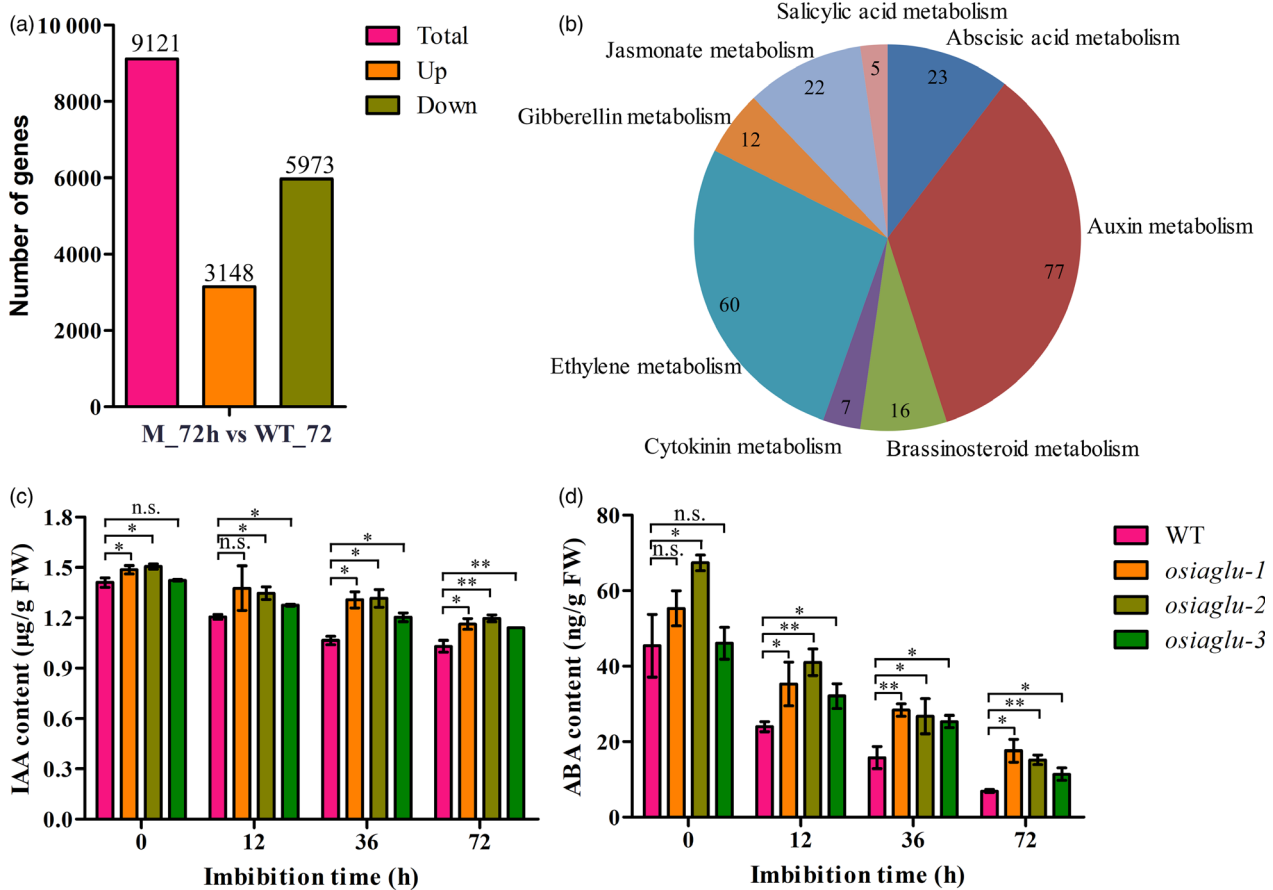 (a)
Number of genes
10 000
8000
6000
4000
2000
0
9121
3148
5973
M_72h vs WT_72
Total
Up
Down
(b)
Salicylic acid metabolism
Abscisic acid metabolism
Jasmonate metabolism
Gibberellin metabolism
Auxin metabolism
Ethylene metabolism
Cytokinin metabolism
Brassinosteroid metabolism
5
23
22
12
77
60
7
16
(c)
IAA content (µg/g FW)
1.8
1.5
1.2
0.9
0.6
0.3
0.0
n.s.
*
*
*
*
n.s.
*
*
*
**
**
*
0
12
36
72
Imbibition time (h)
(d)
ABA content (ng/g FW)
80
60
40
20
0
n.s.
*
n.s.
*
**
*
*
*
**
*
**
*
0
12
36
72
Imbibition time (h)
WT
osiaglu-1
osiaglu-2
osiaglu-3